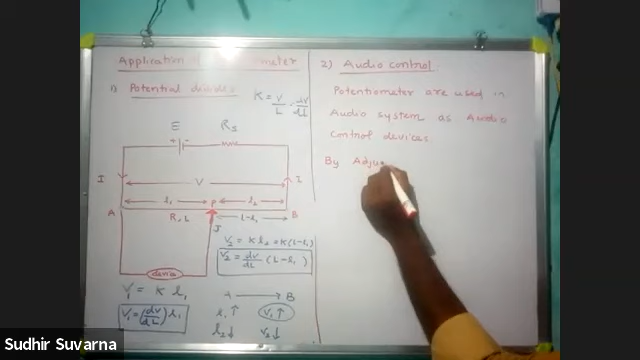 Application of meter
1) Potential divider
K = V/L = dV/dL
E
R1
+ -
I
V
I
l1
P
l2
A
R, L
L-l1
B
J
device
V1 = K l1
V1 = (dV/dL) l1
V2 = K l2 = K(L-l1)
V2 = dV/dL (L-l1)
A → B
l1 ↑
V1 ↑
l2 ↓
V2 ↓
2) Audio control
Potentiometer are used in
Audio system as Audio
control devices
By Adju
Sudhir Suvarna